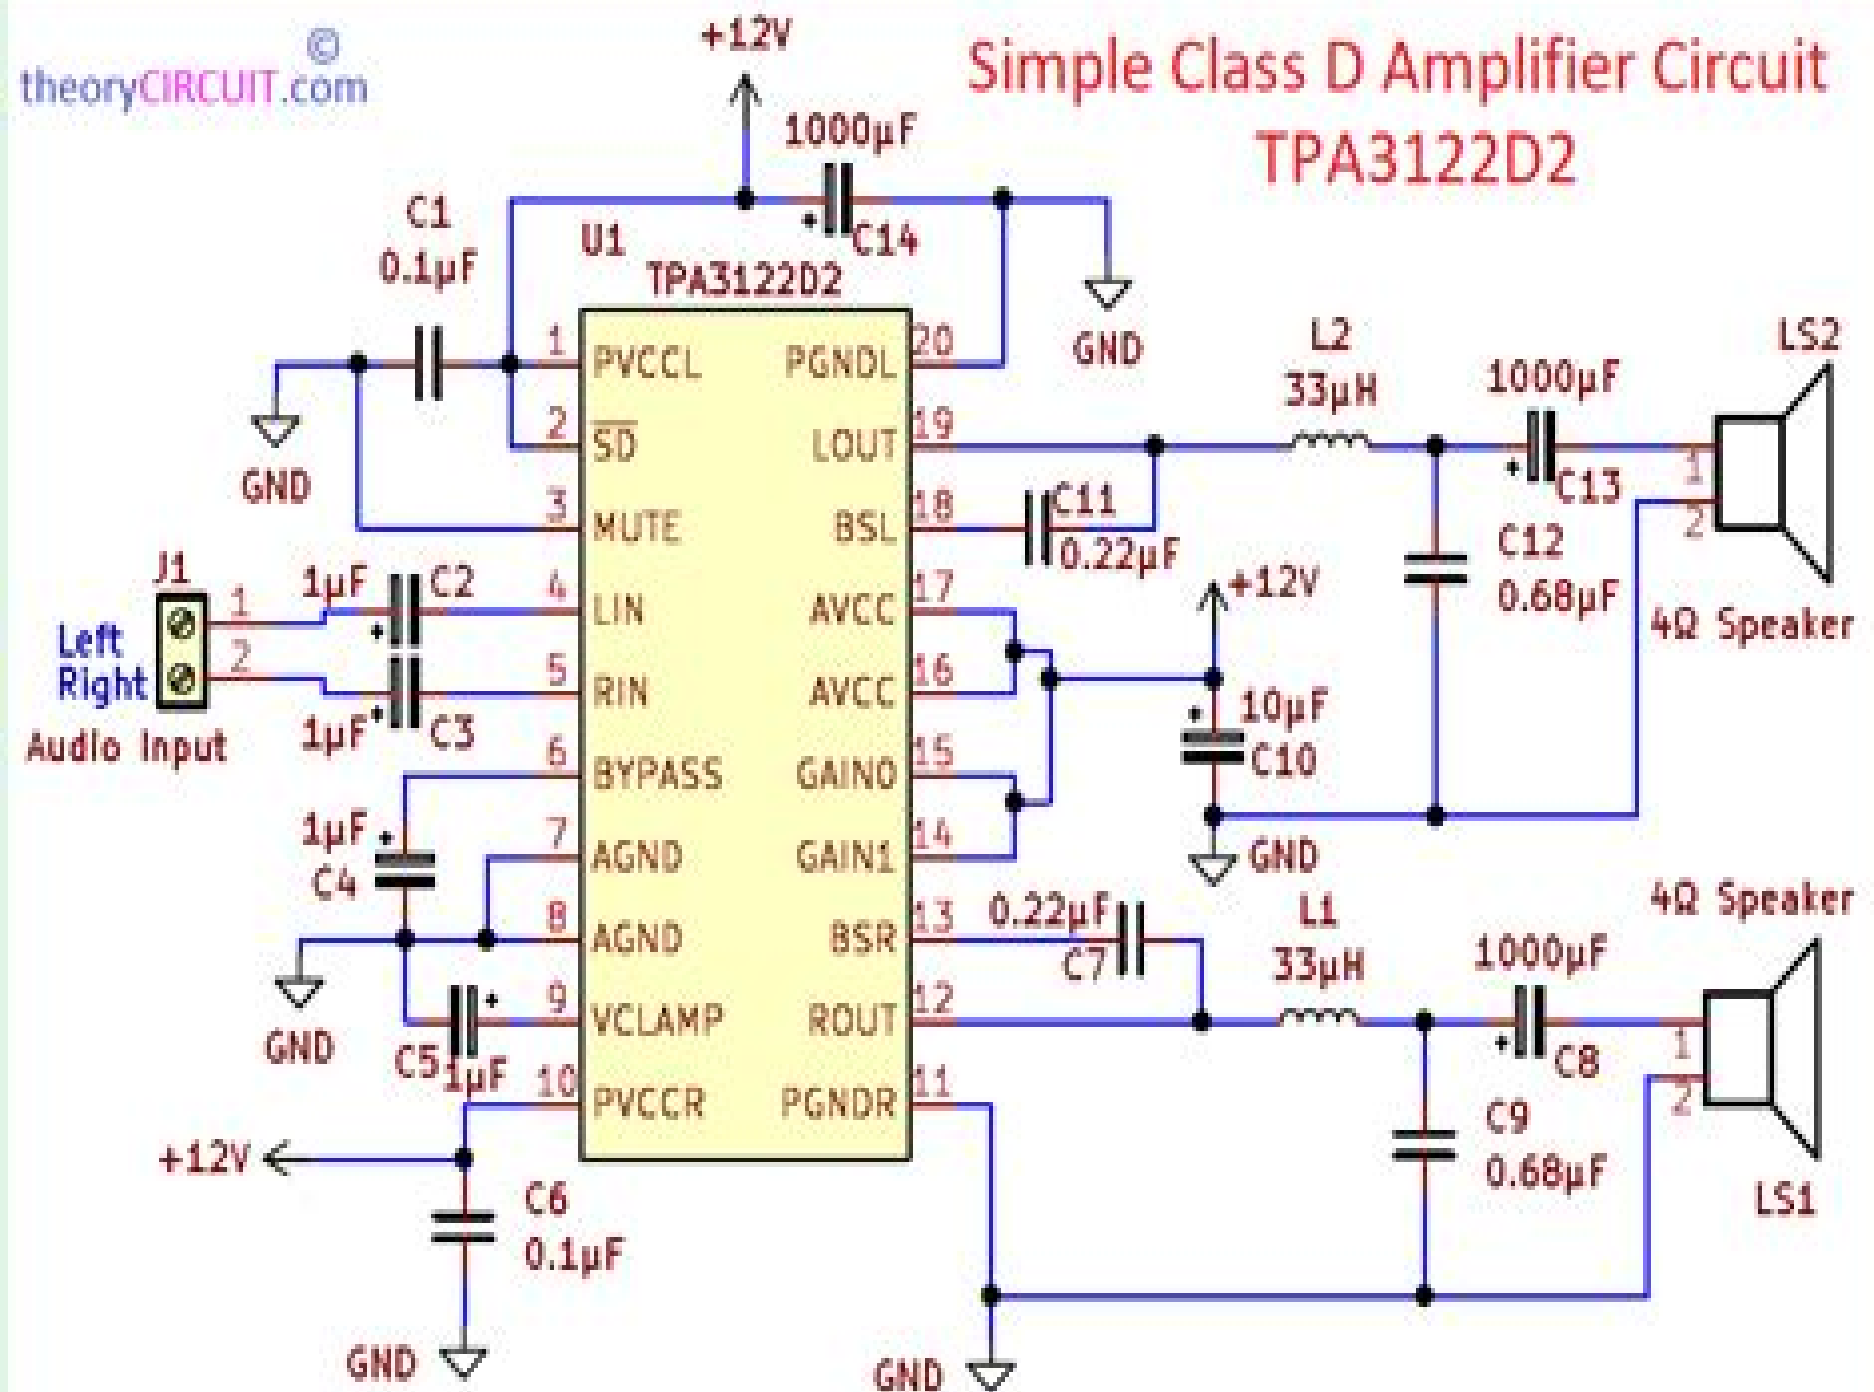 ©
theoryCIRCUIT.com
Simple Class D Amplifier Circuit
TPA3122D2
+12V
1000µF
C14
C1
0.1µF
U1
TPA3122D2
GND
GND
1 PVCCL
2 SD
3 MUTE
4 LIN
5 RIN
6 BYPASS
7 AGND
8 AGND
9 VCLAMP
10 PVCCR
PGNDL 20
LOUT 19
BSL 18
AVCC 17
AVCC 16
GAIN0 15
GAIN1 14
BSR 13
ROUT 12
PGNDR 11
J1
1
2
Left
Right
Audio Input
1µF C2
1µF C3
1µF
C4
GND
C5 1µF
+12V
C6
0.1µF
GND
L2
33µH
1000µF
C13
LS2
1
2
C11
0.22µF
C12
0.68µF
4Ω Speaker
+12V
10µF
C10
GND
0.22µF
C7
L1
33µH
1000µF
C8
4Ω Speaker
1
2
C9
0.68µF
LS1
GND